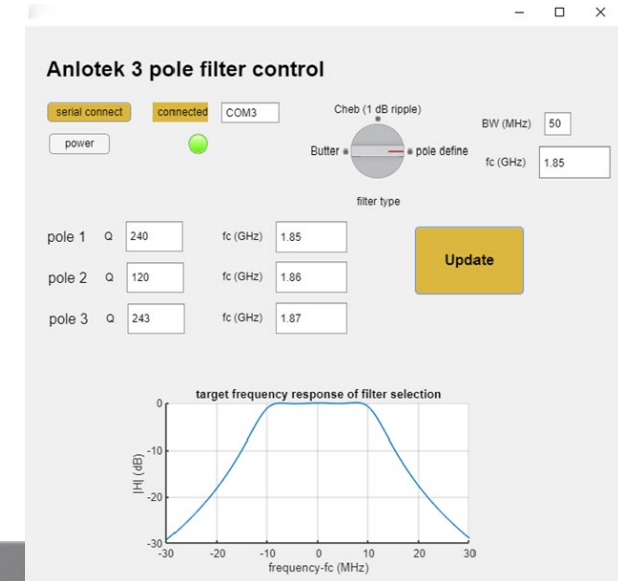 Anlotek 3 pole filter control
serial connect connected COM3
power
Cheb (1 dB ripple)
Butter pole define
filter type
BW (MHz) 50
fc (GHz) 1.85
pole 1 Q 240 fc (GHz) 1.85
pole 2 Q 120 fc (GHz) 1.86
pole 3 Q 243 fc (GHz) 1.87
Update
target frequency response of filter selection
|H| (dB)
0
-10
-20
-30
-30 -20 -10 0 10 20 30
frequency-fc (MHz)